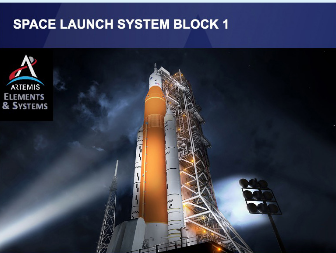 SPACE LAUNCH SYSTEM BLOCK 1
ARTEMIS
ELEMENTS
& SYSTEMS